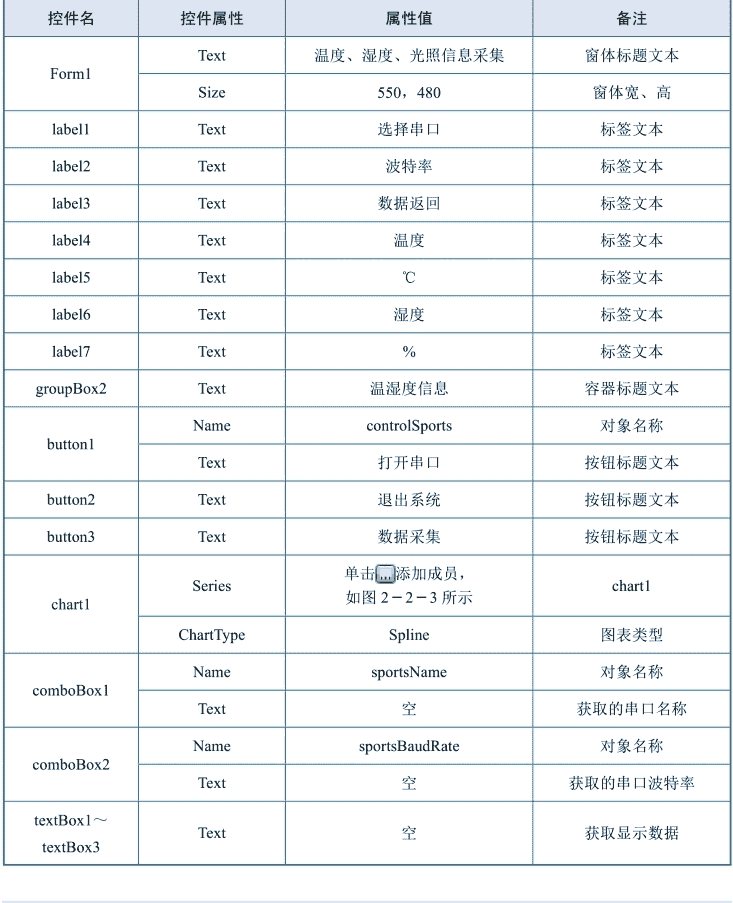 控件名 控件属性 属性值 备注
Form1 Text 温度、湿度、光照信息采集 窗体标题文本
Size 550，480 窗体宽、高
label1 Text 选择串口 标签文本
label2 Text 波特率 标签文本
label3 Text 数据返回 标签文本
label4 Text 温度 标签文本
label5 Text ℃ 标签文本
label6 Text 湿度 标签文本
label7 Text % 标签文本
groupBox2 Text 温湿度信息 容器标题文本
button1 Name controlSports 对象名称
Text 打开串口 按钮标题文本
button2 Text 退出系统 按钮标题文本
button3 Text 数据采集 按钮标题文本
chart1 Series 单击...添加成员， chart1
如图 2－2－3 所示
ChartType Spline 图表类型
comboBox1 Name sportsName 对象名称
Text 空 获取的串口名称
comboBox2 Name sportsBaudRate 对象名称
Text 空 获取的串口波特率
textBox1～ Text 空 获取显示数据
textBox3